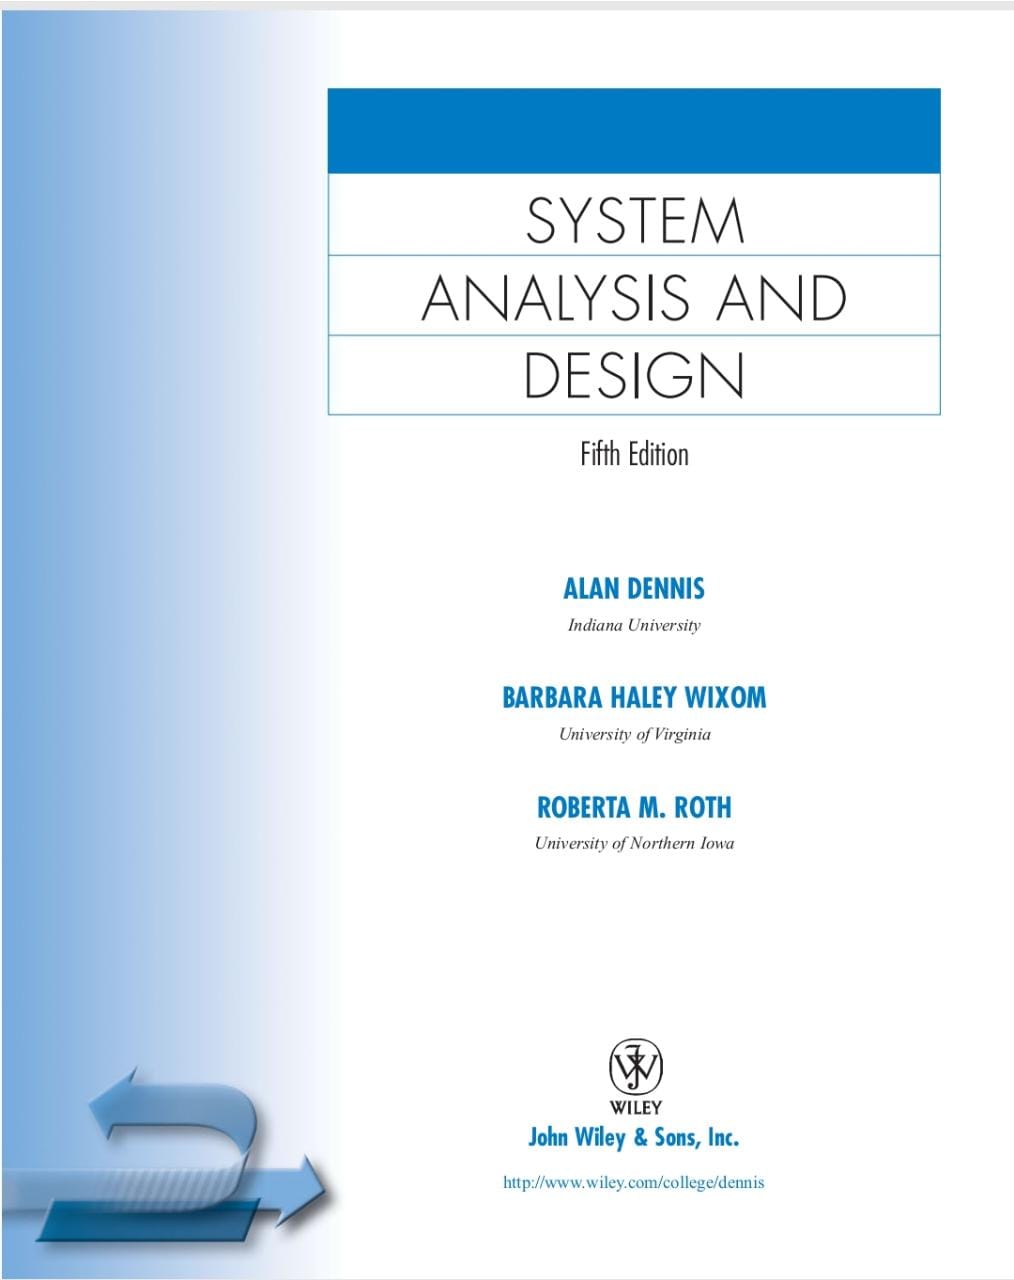 SYSTEM
ANALYSIS AND
DESIGN
Fifth Edition
ALAN DENNIS
Indiana University
BARBARA HALEY WIXOM
University of Virginia
ROBERTA M. ROTH
University of Northern Iowa
WILEY
John Wiley & Sons, Inc.
http://www.wiley.com/college/dennis